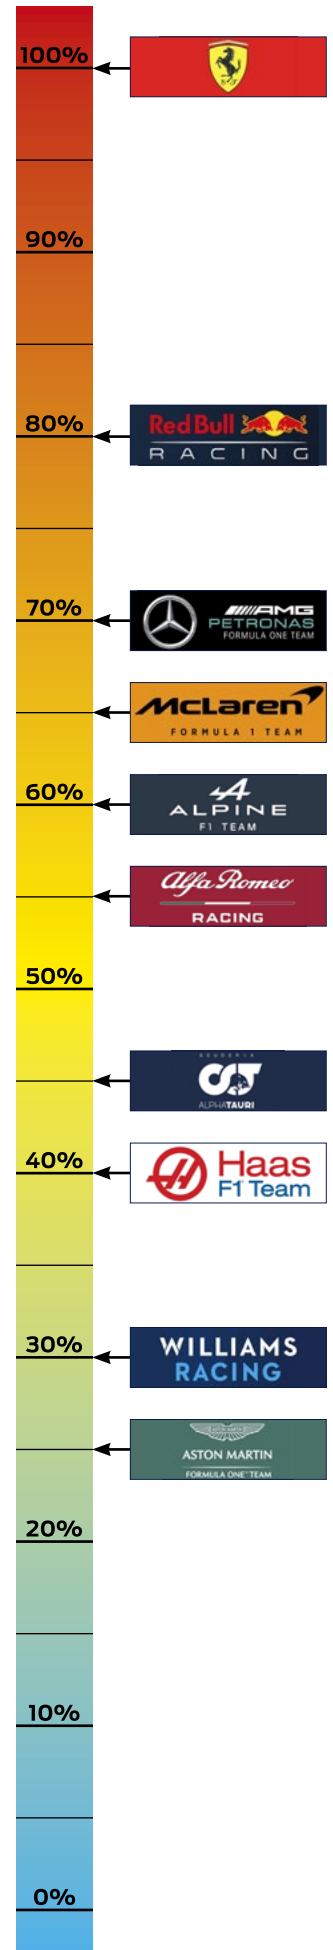 100%
90%
80%
Red Bull
RACING
70%
AMG
PETRONAS
FORMULA ONE TEAM
McLaren
FORMULA 1 TEAM
60%
ALPINE
F1 TEAM
Alfa Romeo
RACING
50%
SCUDERIA
ALPHATAURI
40%
Haas
F1 Team
30%
WILLIAMS
RACING
ASTON MARTIN
ASTON MARTIN
FORMULA ONE™ TEAM
20%
10%
0%